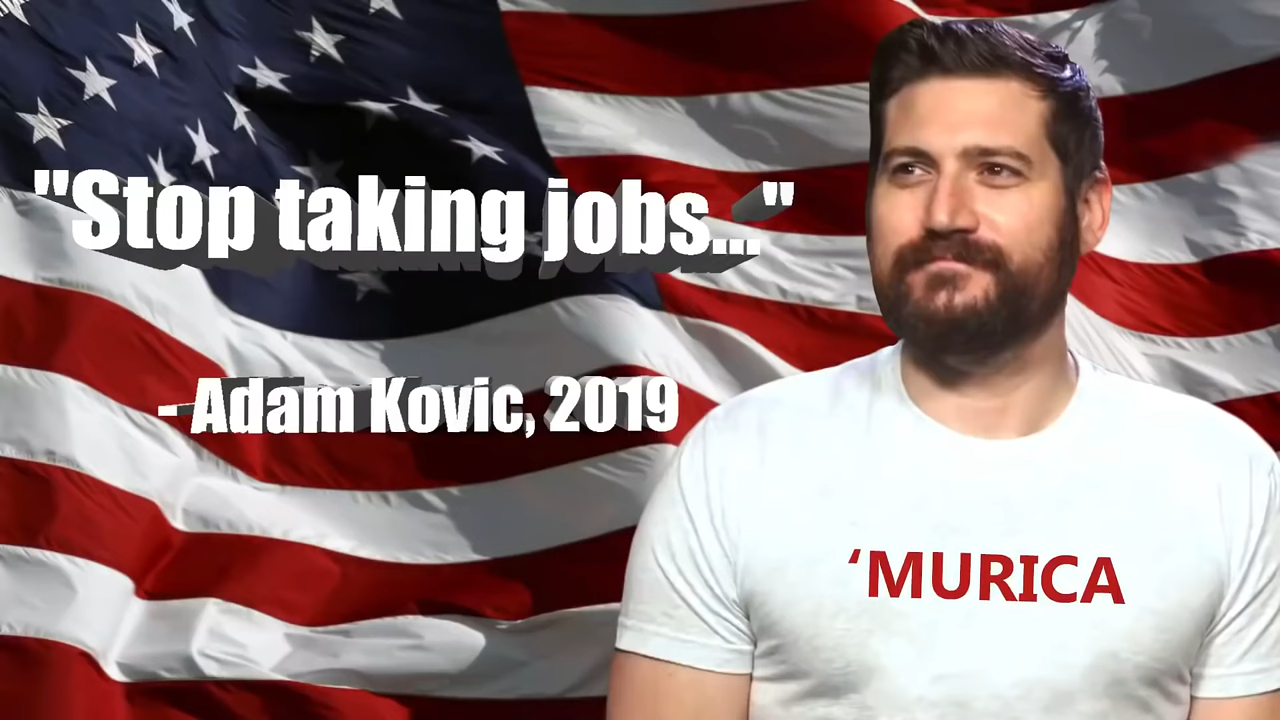 "Stop taking jobs..."
- Adam Kovic, 2019
‘MURICA